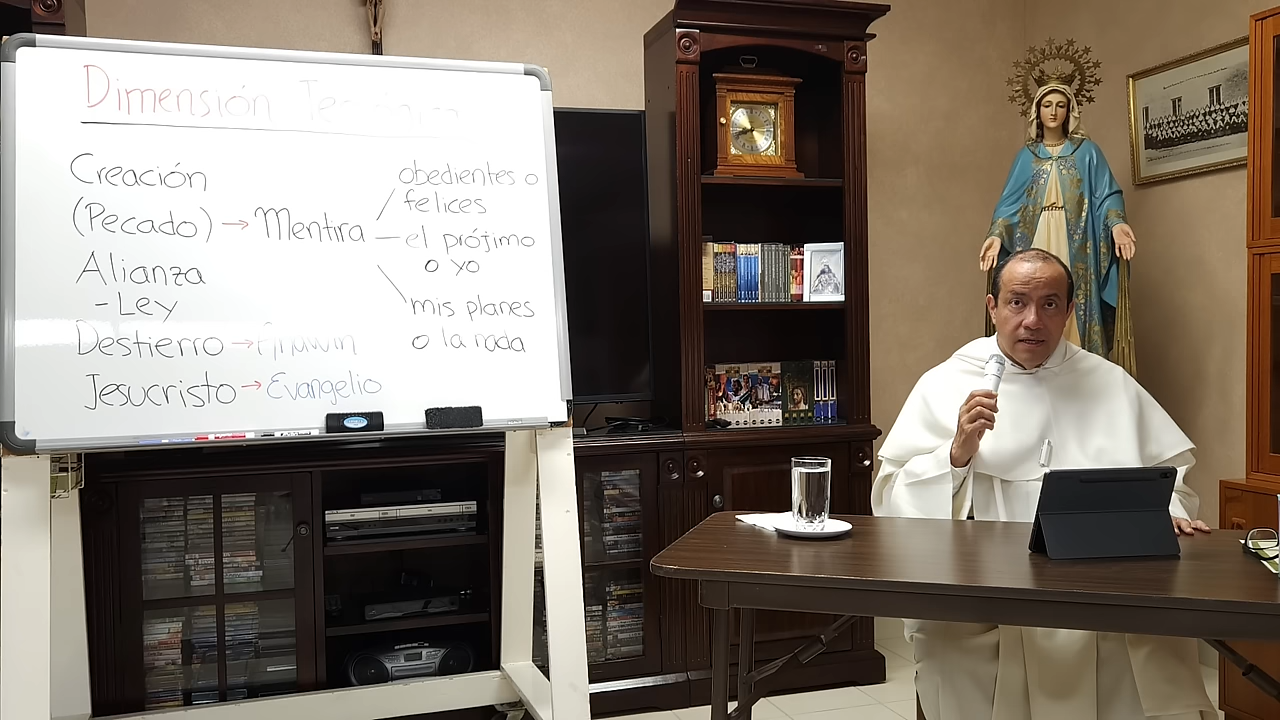 Dimensión
Creación
(Pecado) → Mentira
obedientes o
felices
el prójimo
o yo
mis planes
o la nada
Alianza
- Ley
Destierro →
Jesucristo → Evangelio